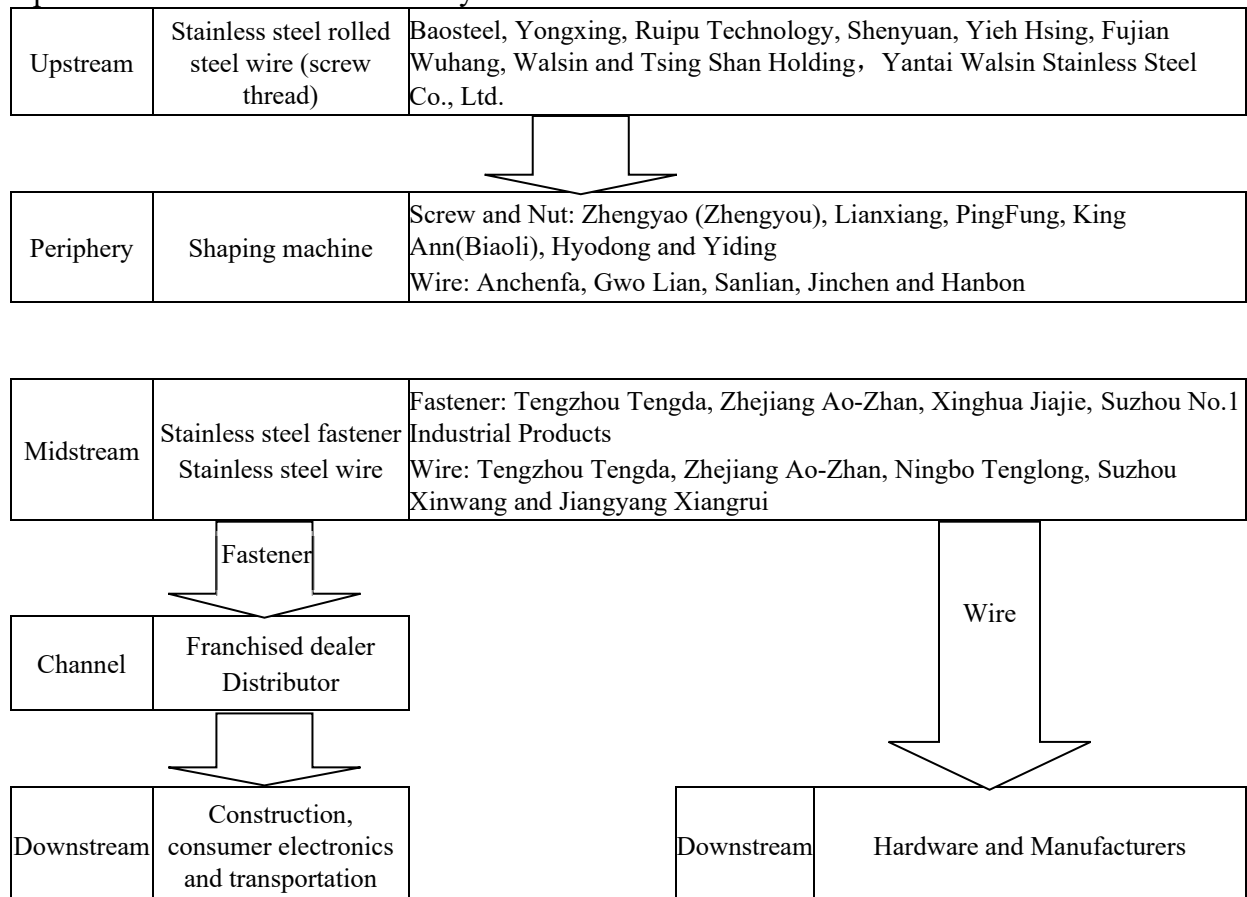 Upstream
Stainless steel rolled
steel wire (screw
thread)
Baosteel, Yongxing, Ruipu Technology, Shenyuan, Yieh Hsing, Fujian
Wuhang, Walsin and Tsing Shan Holding，Yantai Walsin Stainless Steel
Co., Ltd.
Periphery
Shaping machine
Screw and Nut: Zhengyao (Zhengyou), Lianxiang, PingFung, King
Ann(Biaoli), Hyodong and Yiding
Wire: Anchenfa, Gwo Lian, Sanlian, Jinchen and Hanbon
Midstream
Stainless steel fastener
Stainless steel wire
Fastener: Tengzhou Tengda, Zhejiang Ao-Zhan, Xinghua Jiajie, Suzhou No.1
Industrial Products
Wire: Tengzhou Tengda, Zhejiang Ao-Zhan, Ningbo Tenglong, Suzhou
Xinwang and Jiangyang Xiangrui
Fastener
Wire
Channel
Franchised dealer
Distributor
Downstream
Construction,
consumer electronics
and transportation
Downstream
Hardware and Manufacturers